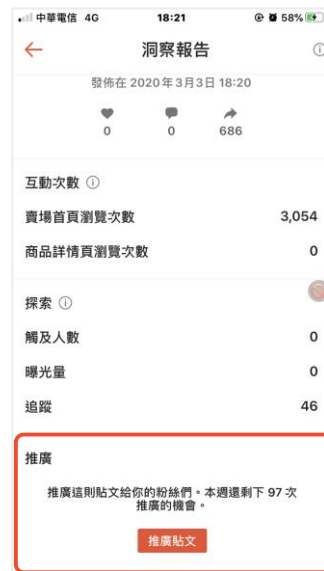 中華電信 4G 18:21 58%
洞察報告
發佈在 2020年3月3日 18:20
0 0 686
互動次數
賣場首頁瀏覽次數 3,054
商品詳情頁瀏覽次數 0
探索
觸及人數 0
曝光量 0
追蹤 46
推廣
推廣這則貼文給你的粉絲們。本週還剩下 97 次
推廣的機會。
推廣貼文